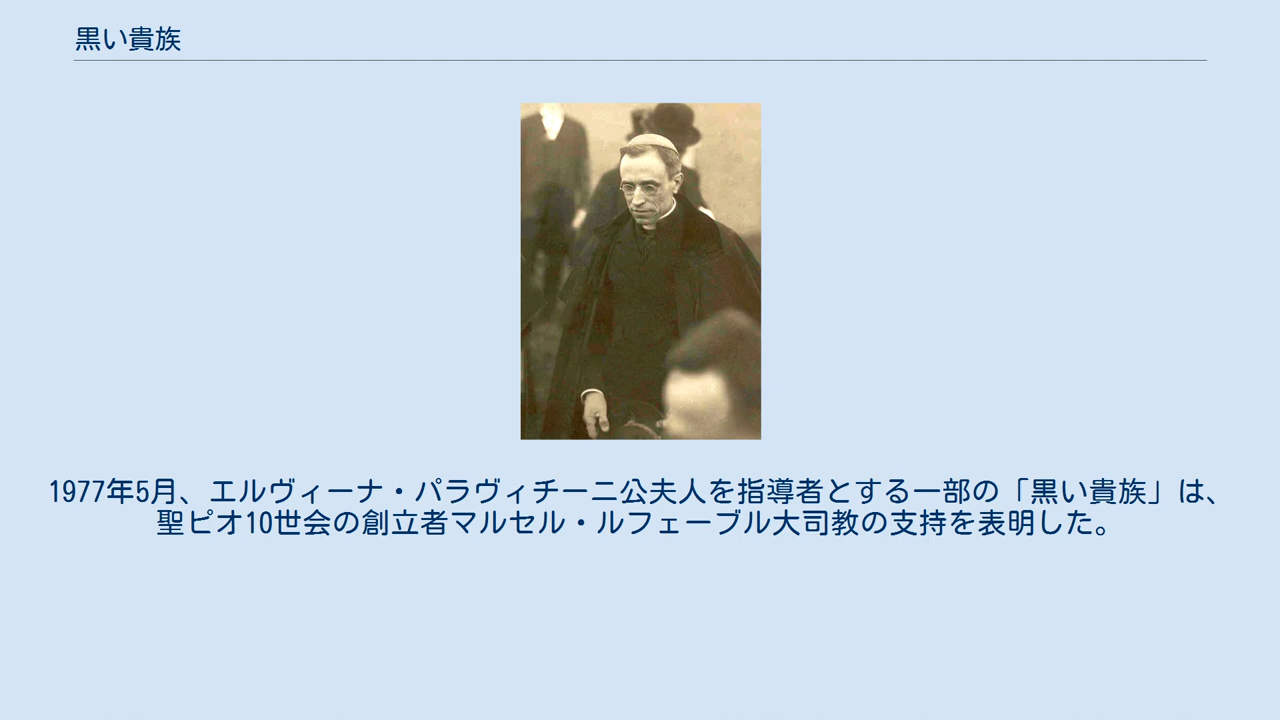 黒い貴族
1977年5月、エルヴィーナ・パラヴィチーニ公夫人を指導者とする一部の「黒い貴族」は、
聖ピオ10世会の創立者マルセル・ルフェーブル大司教の支持を表明した。